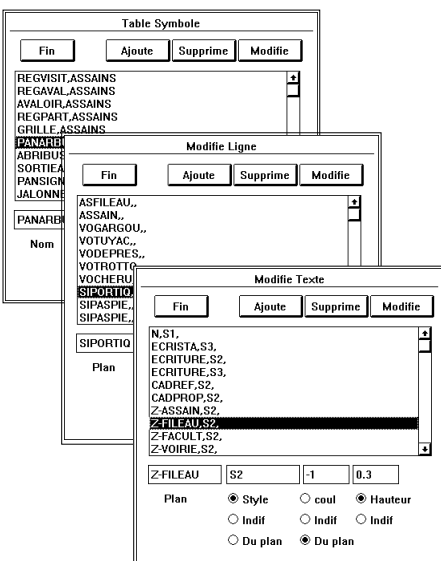 Table Symbole
Fin Ajoute Supprime Modifie
REGVISIT,ASSAINS
REGAVAL,ASSAINS
AVALOIR,ASSAINS
REGPART,ASSAINS
GRILLE,ASSAINS
PANARB
ABRIBUS
SORTIEA
PANSIGN
JALONNE
PANARB
Nom
Modifie Ligne
Fin Ajoute Supprime Modifie
ASFILEAU,,
ASSAIN,,
VOGARGOU,,
VOTUYAC,,
VODEPRES,,
VOTROTTO
VOCHERU
SIPORTIQ,
SIPASPIE,,
SIPASPIE,,
SIPORTIQ
Plan
Modifie Texte
Fin Ajoute Supprime Modifie
N,S1,
ECRISTA,S3,
ECRITURE,S2,
ECRITURE,S3,
CADREF,S2,
CADPROP,S2,
Z-ASSAIN,S2,
Z-FILEAU,S2,
Z-FACULT,S2,
Z-VOIRIE,S2,
Z-FILEAU S2 -1 0.3
Plan Style coul Hauteur
Indif Indif Indif
Du plan Du plan